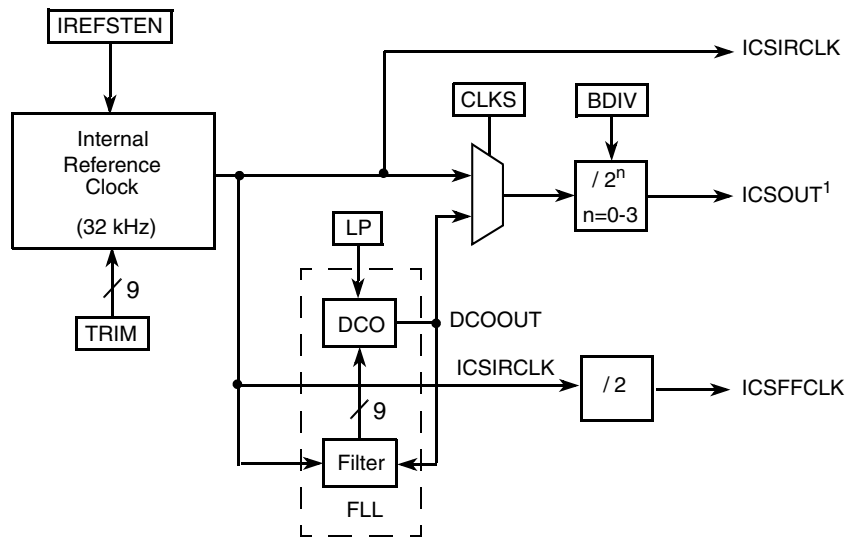 IREFSTEN
ICSIRCLK
CLKS
BDIV
Internal
Reference
Clock
(32 kHz)
/ 2ⁿ
n=0-3
ICSOUT¹
LP
9
TRIM
DCO
DCOOUT
ICSIRCLK
/ 2
ICSFFCLK
9
Filter
FLL